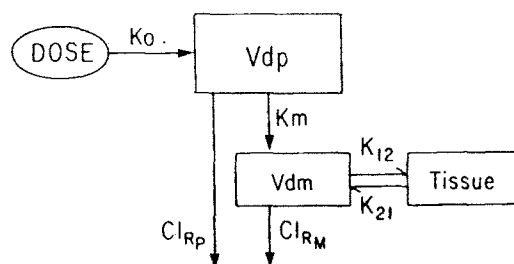 DOSE
Ko.
Vdp
Km
K12
Vdm
Tissue
K21
ClRP
ClRM